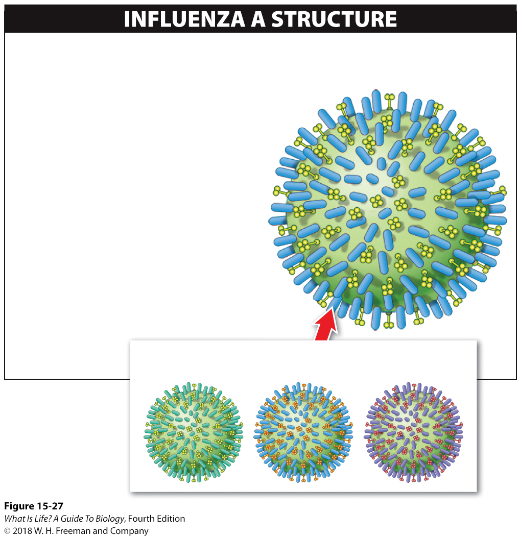 INFLUENZA A STRUCTURE
Figure 15-27
What Is Life? A Guide To Biology, Fourth Edition
© 2018 W. H. Freeman and Company